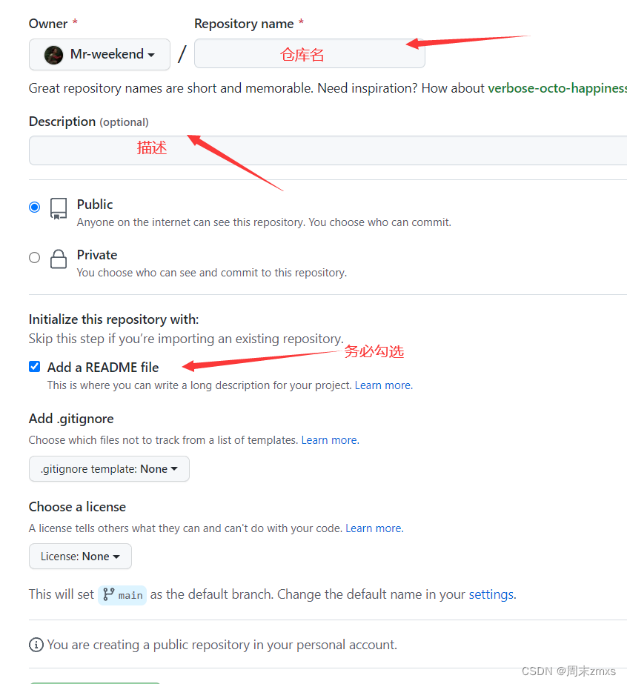 Owner * Repository name *
Mr-weekend / 仓库名
Great repository names are short and memorable. Need inspiration? How about verbose-octo-happiness
Description (optional)
描述
Public
Anyone on the internet can see this repository. You choose who can commit.
Private
You choose who can see and commit to this repository.
Initialize this repository with:
Skip this step if you're importing an existing repository.
务必勾选
Add a README file
This is where you can write a long description for your project. Learn more.
Add .gitignore
Choose which files not to track from a list of templates. Learn more.
.gitignore template: None
Choose a license
A license tells others what they can and can't do with your code. Learn more.
License: None
This will set main as the default branch. Change the default name in your settings.
You are creating a public repository in your personal account.
CSDN @周末zmxs